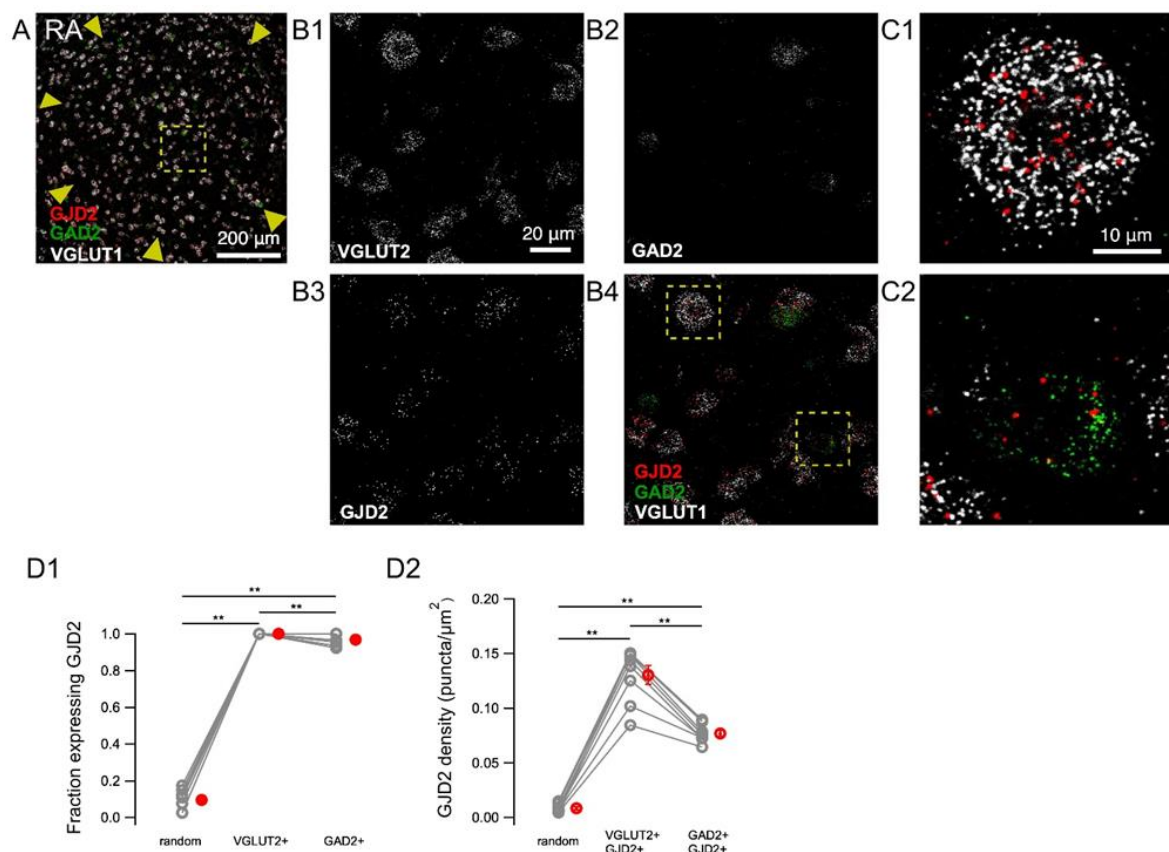 A
RA
GJD2
GAD2
VGLUT1
200 µm
B1
VGLUT2
20 µm
B2
GAD2
C1
10 µm
B3
GJD2
B4
GJD2
GAD2
VGLUT1
C2
D1
**
**
**
Fraction expressing GJD2
1.0
0.8
0.6
0.4
0.2
0.0
random
VGLUT2+
GAD2+
D2
**
**
**
GJD2 density (puncta/µm²)
0.20
0.15
0.10
0.05
0.00
random
VGLUT2+
GJD2+
GAD2+
GJD2+